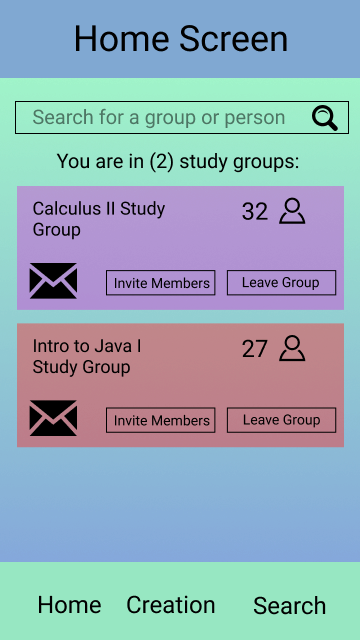 Home Screen
Search for a group or person
You are in (2) study groups:
Calculus II Study
Group
32
Invite Members
Leave Group
Intro to Java I
Study Group
27
Invite Members
Leave Group
Home
Creation
Search